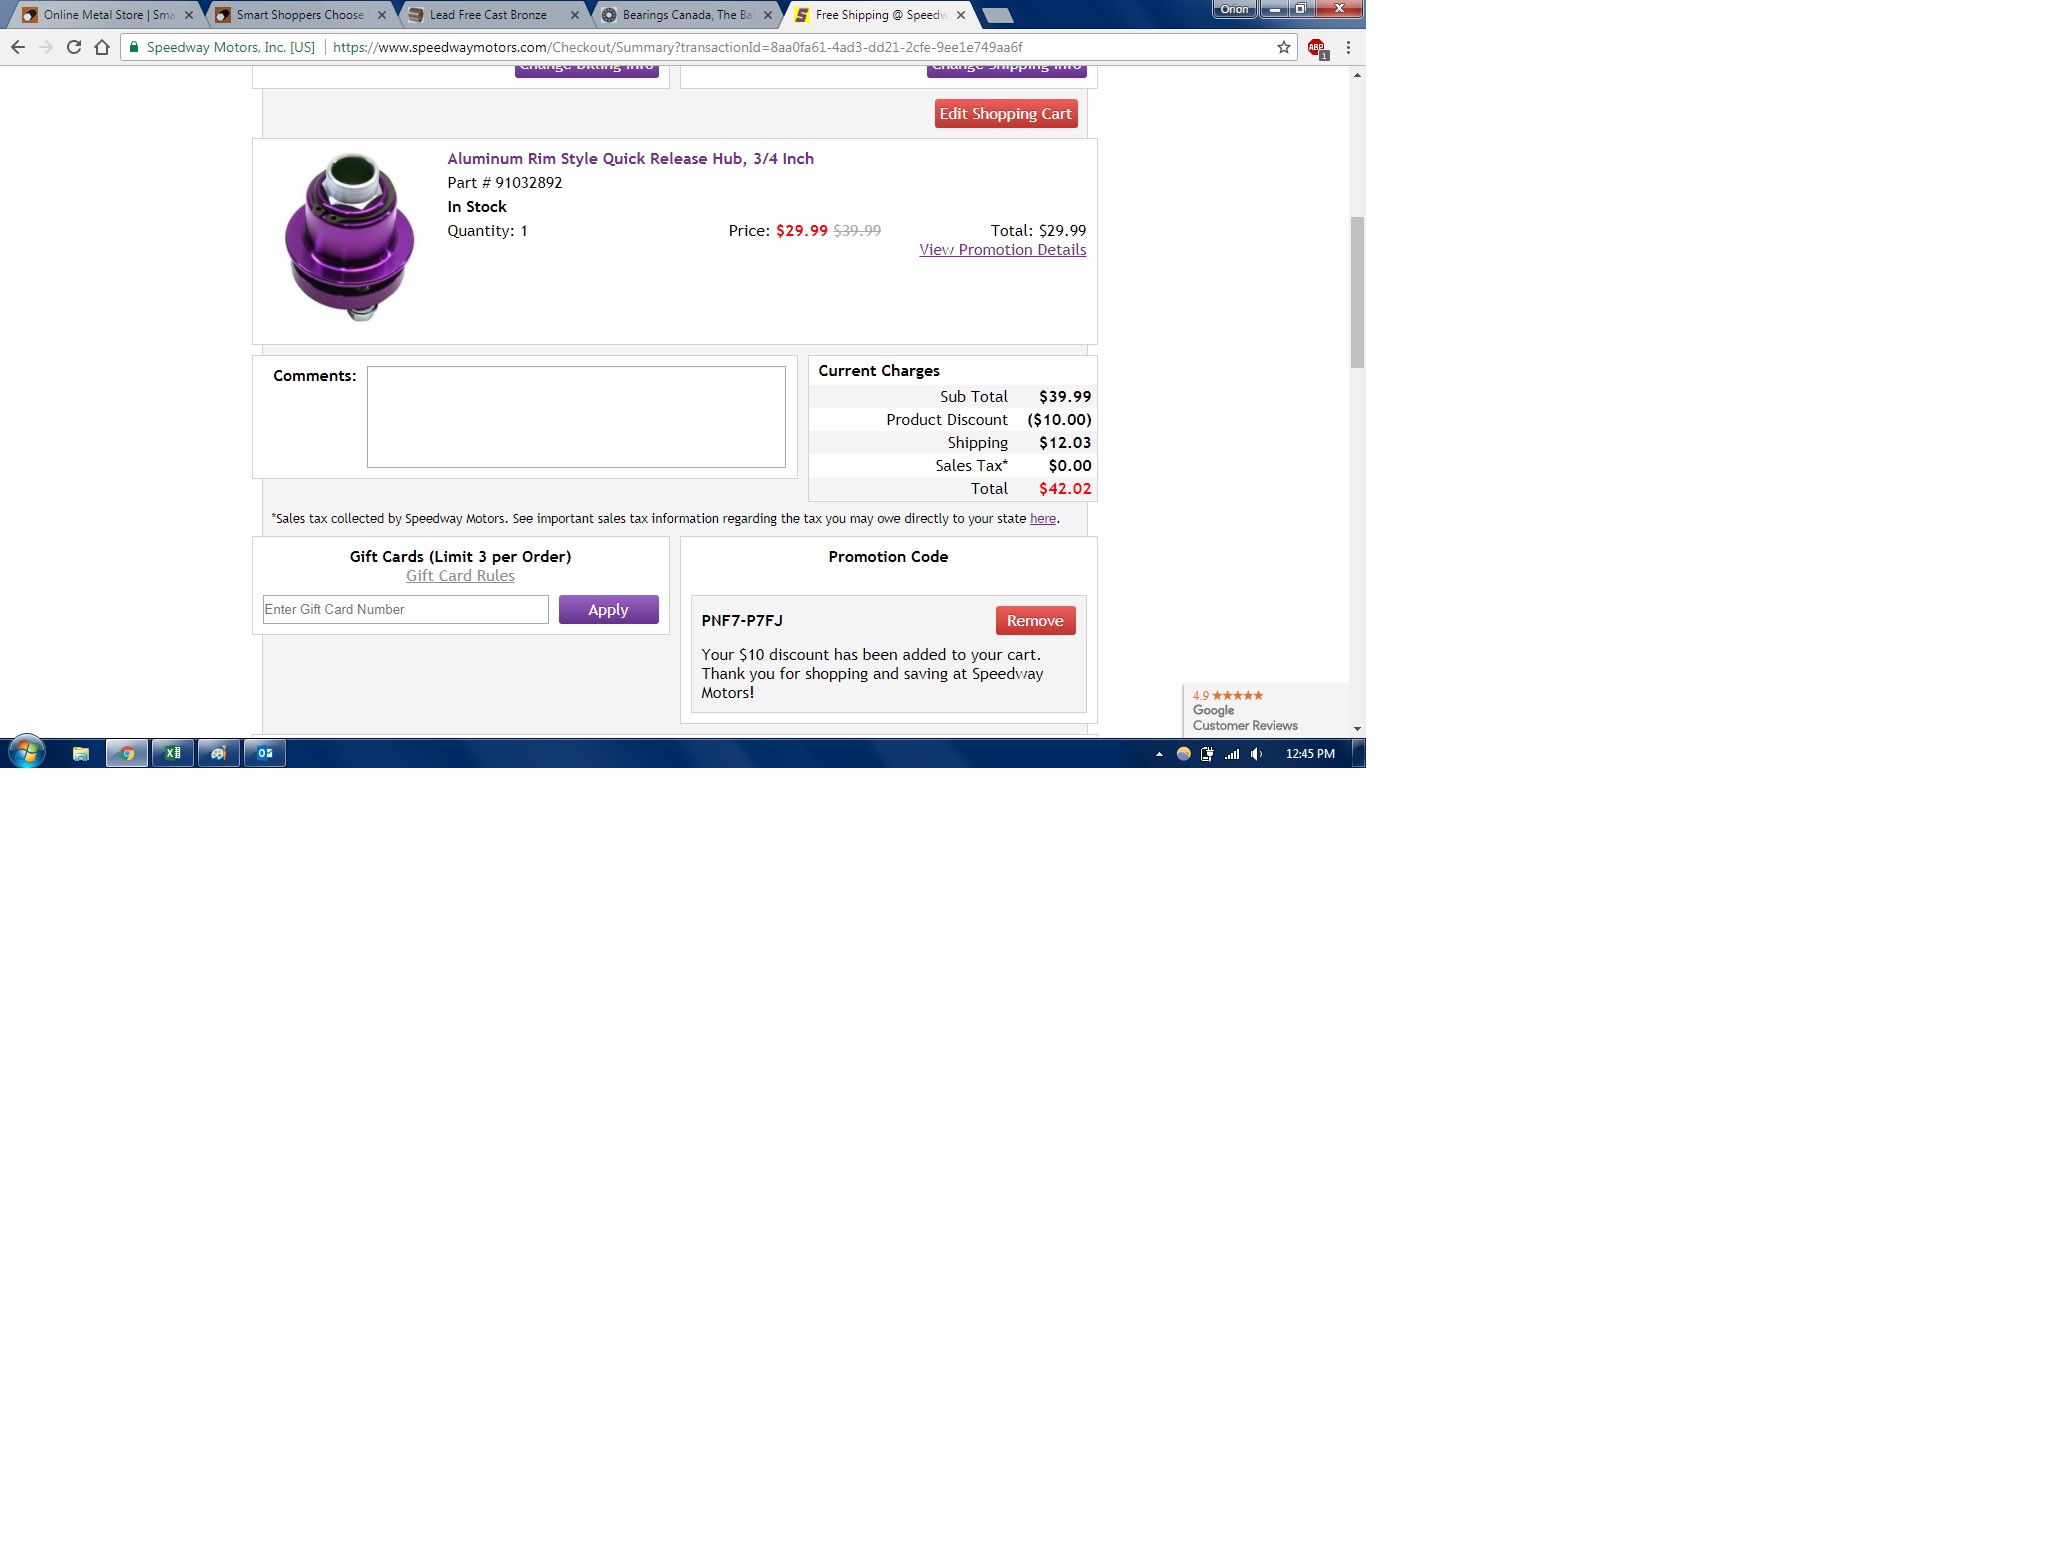 Online Metal Store | Sma
Smart Shoppers Choose
Lead Free Cast Bronze
Bearings Canada, The Ba
Free Shipping @ Speedw
Orion
Speedway Motors, Inc. [US] | https://www.speedwaymotors.com/Checkout/Summary?transactionId=8aa0fa61-4ad3-dd21-2cfe-9ee1e749aa6f
ABP
1
Change Billing Info
Change Shipping Info
Edit Shopping Cart
Aluminum Rim Style Quick Release Hub, 3/4 Inch
Part # 91032892
In Stock
Quantity: 1 Price: $29.99 $39.99 Total: $29.99
View Promotion Details
Comments:
Current Charges
Sub Total $39.99
Product Discount ($10.00)
Shipping $12.03
Sales Tax* $0.00
Total $42.02
*Sales tax collected by Speedway Motors. See important sales tax information regarding the tax you may owe directly to your state here.
Gift Cards (Limit 3 per Order)
Gift Card Rules
Enter Gift Card Number
Apply
Promotion Code
PNF7-P7FJ
Remove
Your $10 discount has been added to your cart.
Thank you for shopping and saving at Speedway
Motors!
4.9 ★★★★★
Google
Customer Reviews
12:45 PM